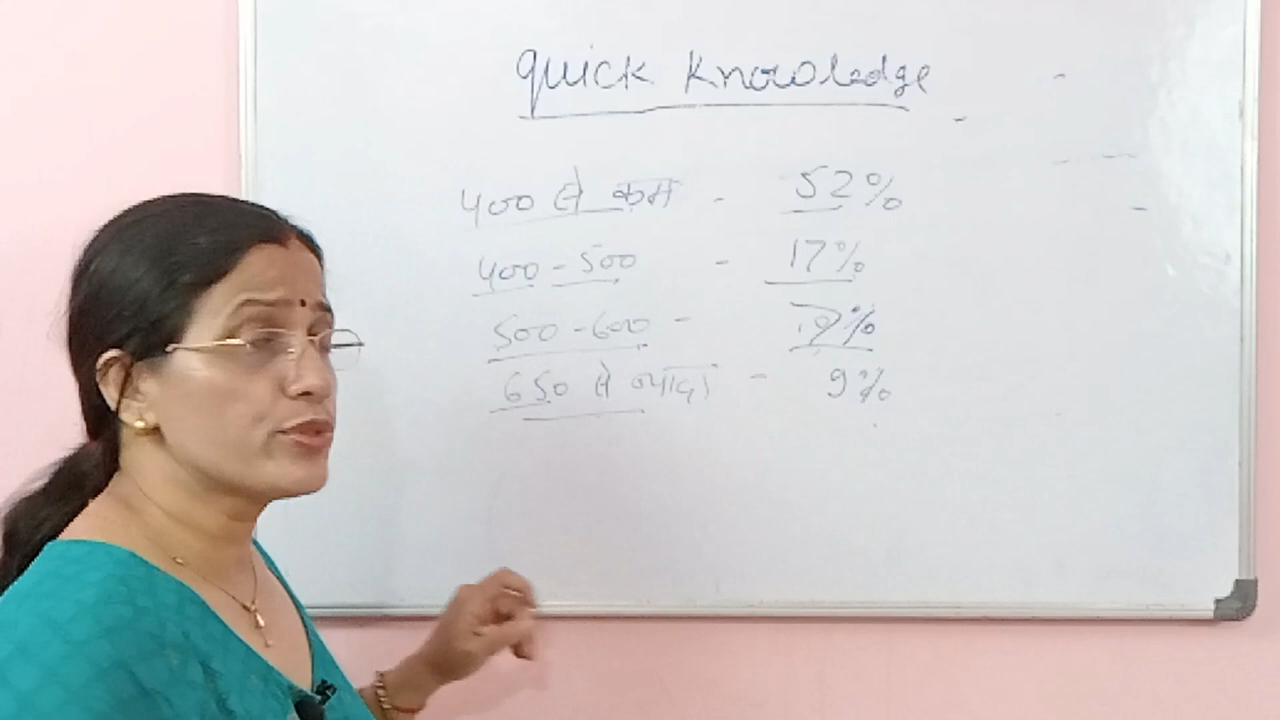 quick knowledge
400 से कम - 52%
400-500 - 17%
500-600 - %
650 से ज्यादा - 9%